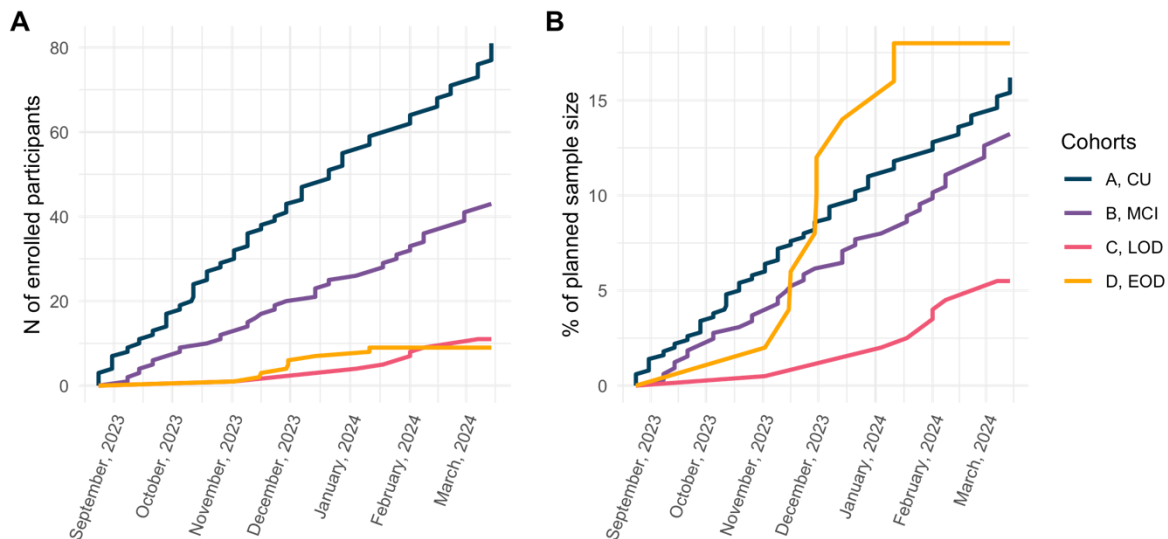 A
N of enrolled participants
80
60
40
20
0
September, 2023
October, 2023
November, 2023
December, 2023
January, 2024
February, 2024
March, 2024
B
% of planned sample size
15
10
5
0
September, 2023
October, 2023
November, 2023
December, 2023
January, 2024
February, 2024
March, 2024
Cohorts
A, CU
B, MCI
C, LOD
D, EOD